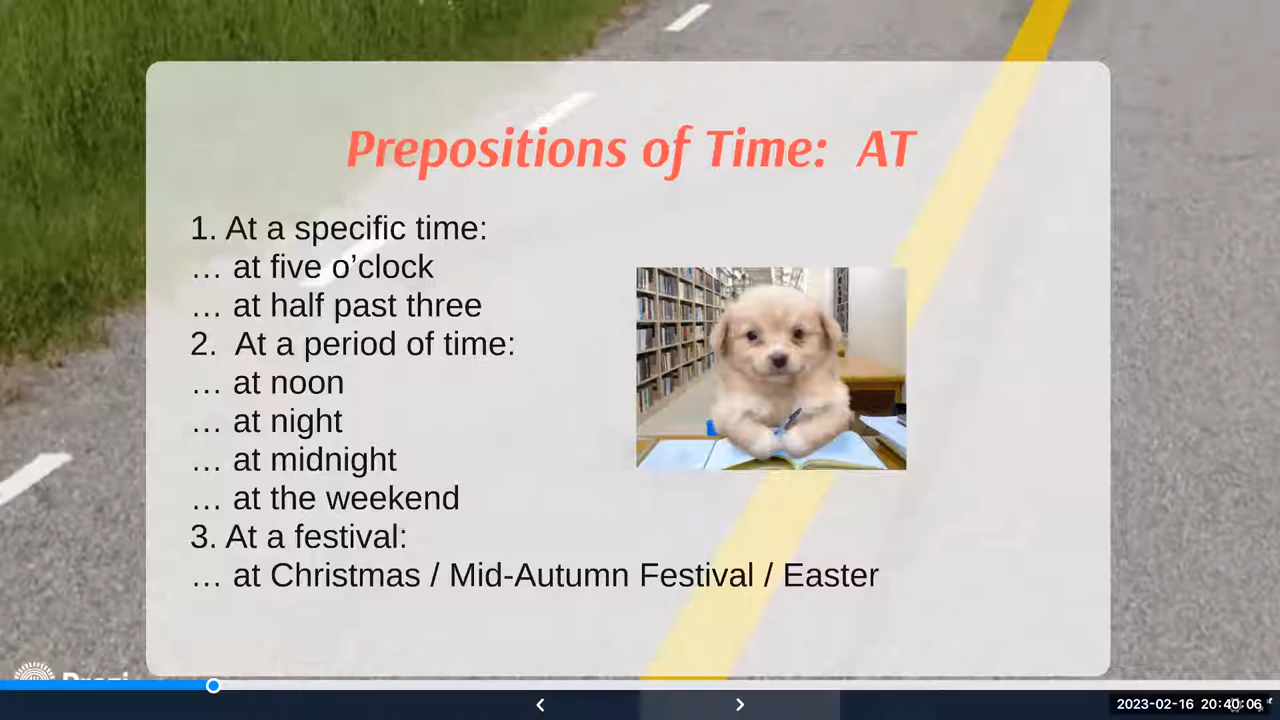 Prepositions of Time: AT
1. At a specific time:
… at five o’clock
… at half past three
2. At a period of time:
… at noon
… at night
… at midnight
… at the weekend
3. At a festival:
… at Christmas / Mid-Autumn Festival / Easter
Prezi
2023-02-16 20:40:06